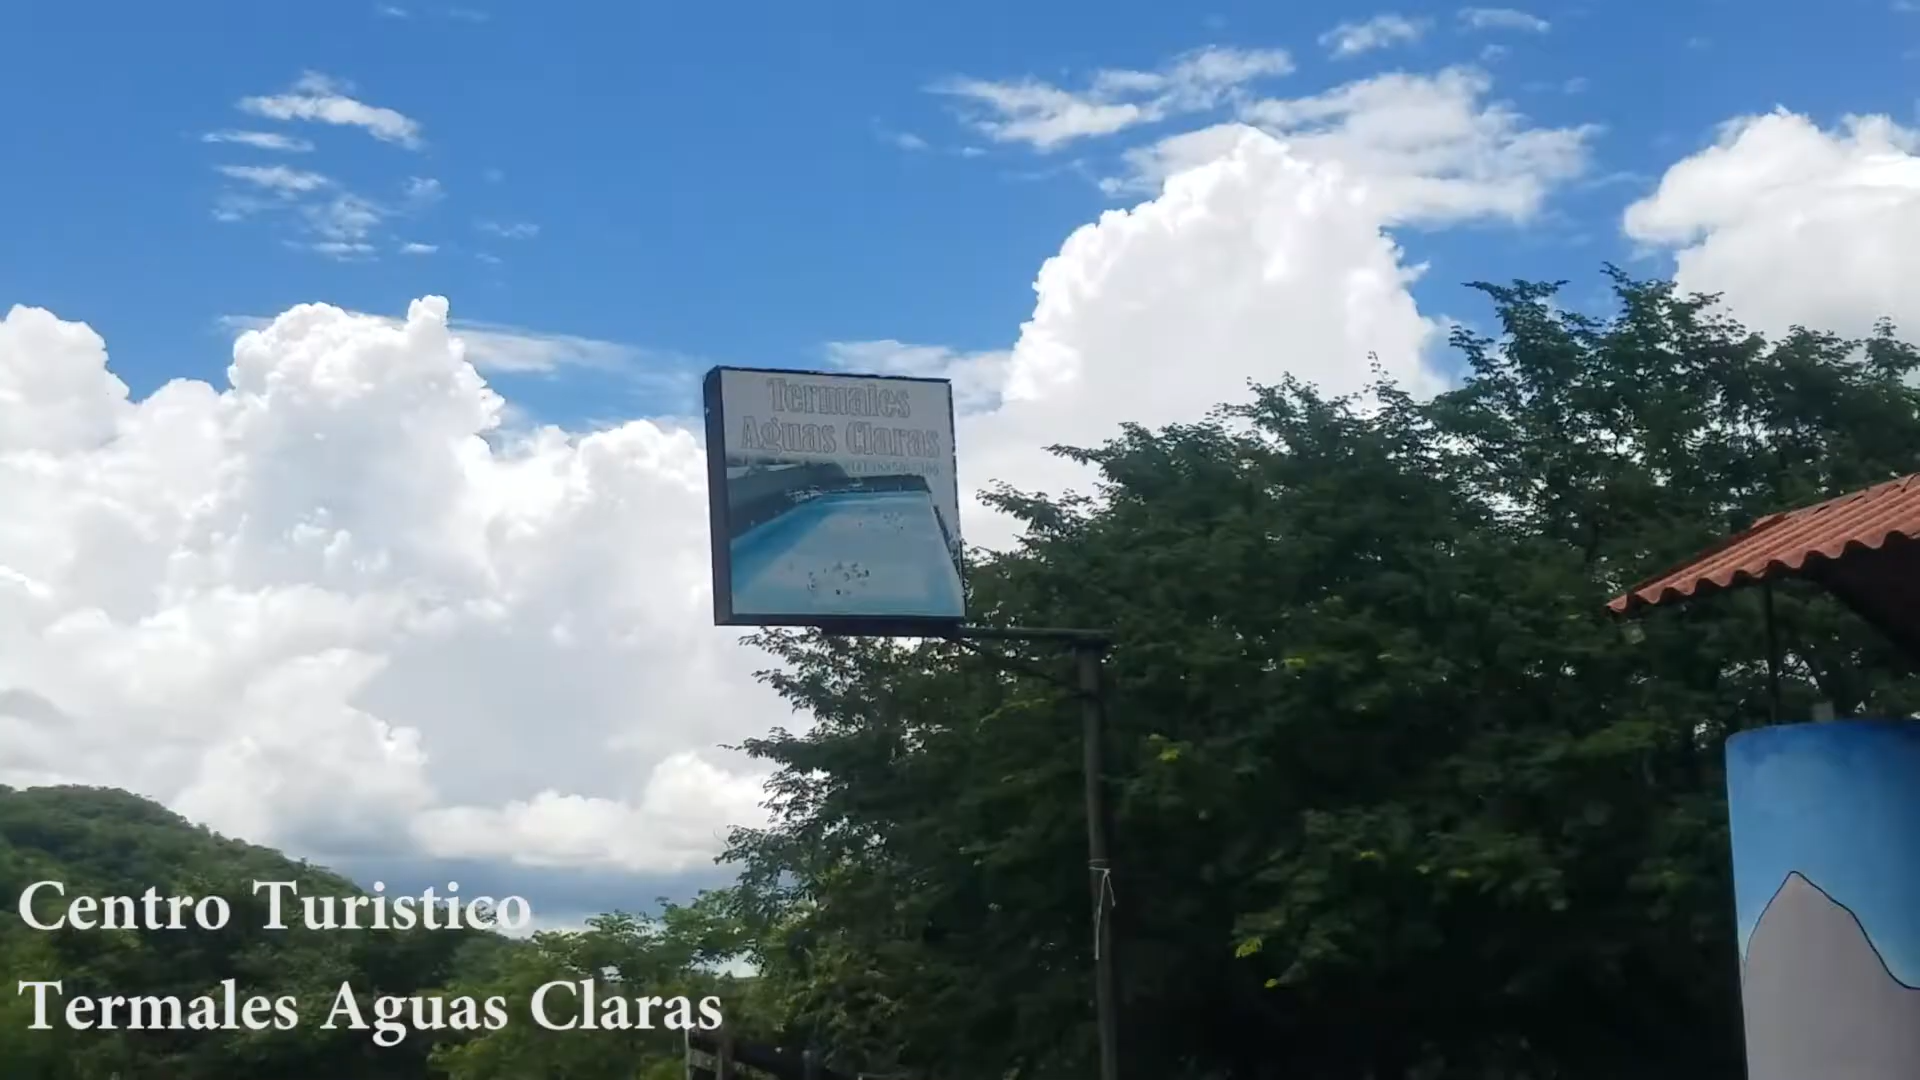 Termales
Aguas Claras
Centro Turistico
Termales Aguas Claras